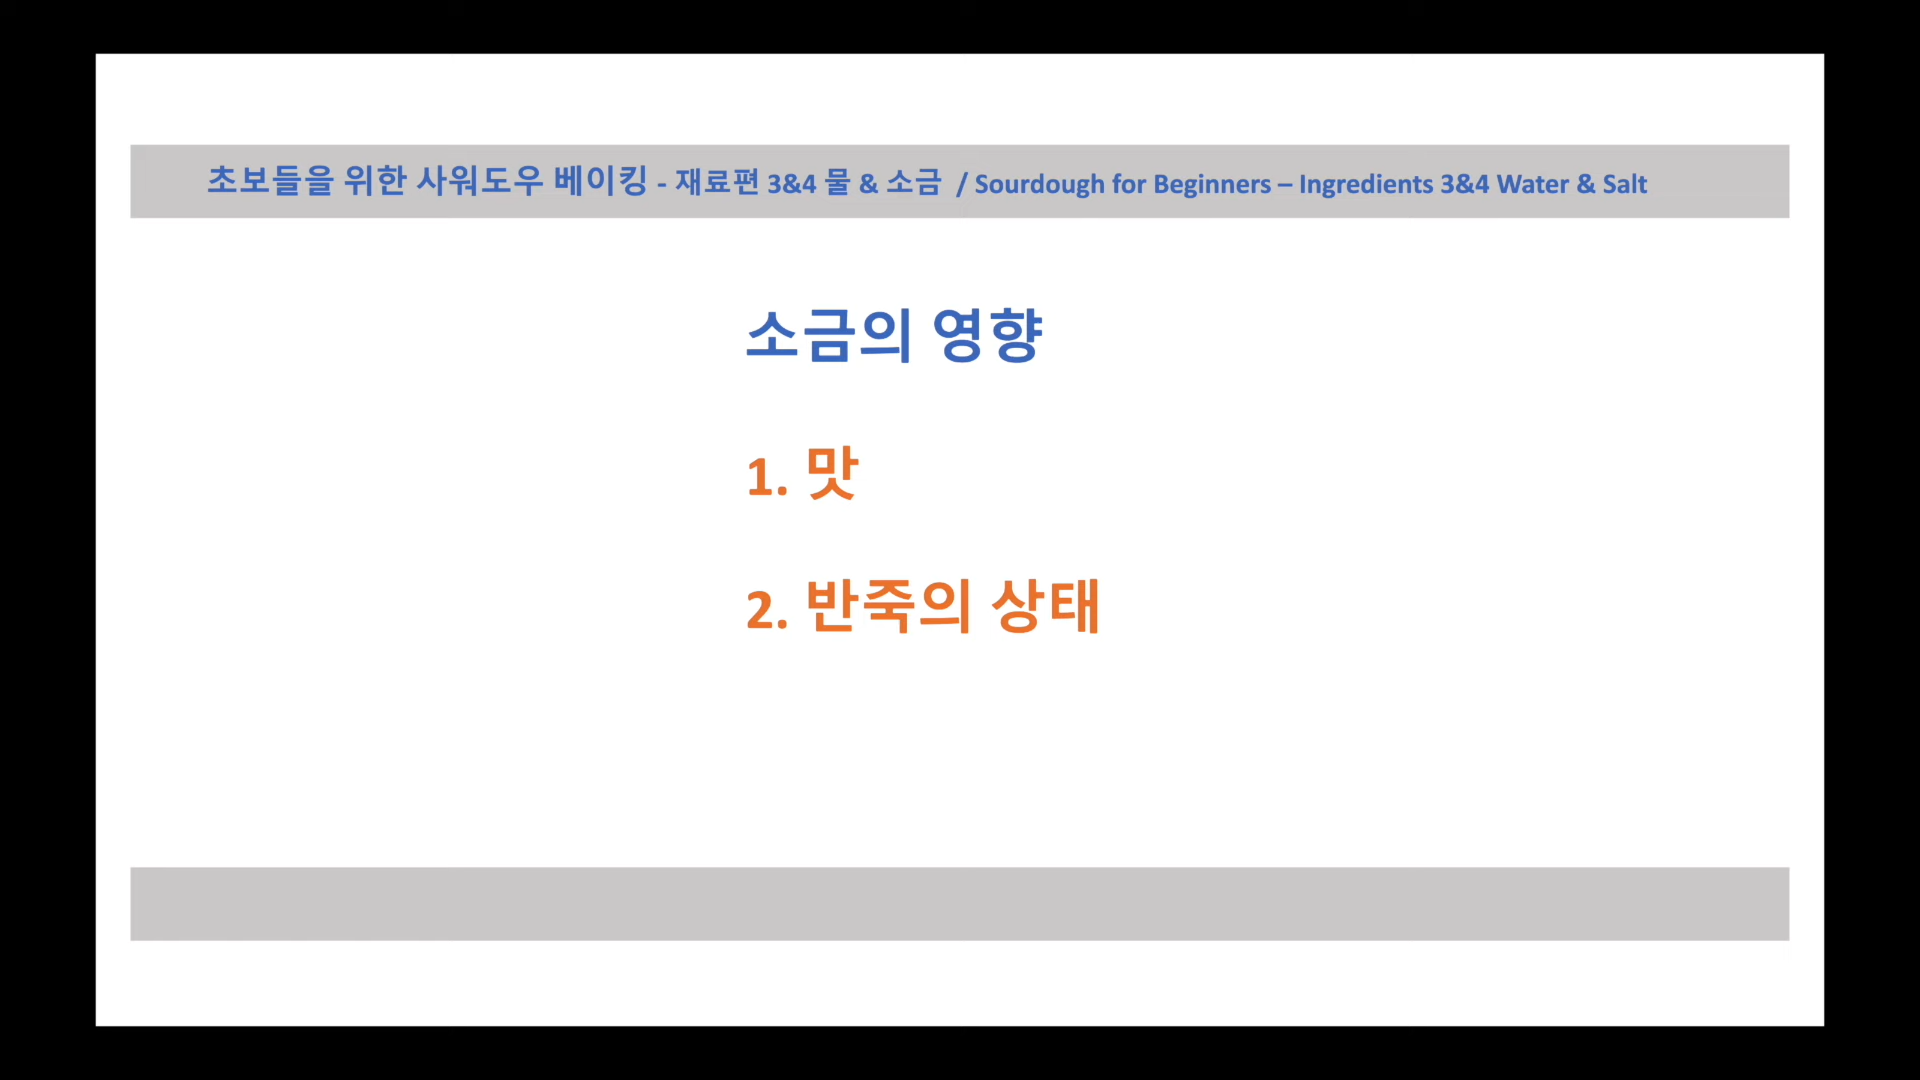 초보들을 위한 사워도우 베이킹 - 재료편 3&4 물 & 소금 / Sourdough for Beginners – Ingredients 3&4 Water & Salt
소금의 영향
1. 맛
2. 반죽의 상태